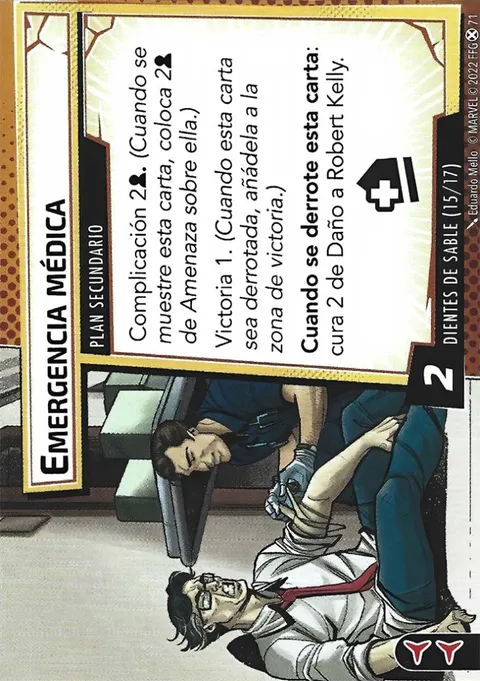 EMERGENCIA MÉDICA
PLAN SECUNDARIO
Complicación 2. (Cuando se
muestre esta carta, coloca 2
de Amenaza sobre ella.)
Victoria 1. (Cuando esta carta
sea derrotada, añádela a la
zona de victoria.)
Cuando se derrote esta carta:
cura 2 de Daño a Robert Kelly.
2
DIENTES DE SABLE (15/17)
Eduardo Mello © MARVEL © 2022 FFG 71